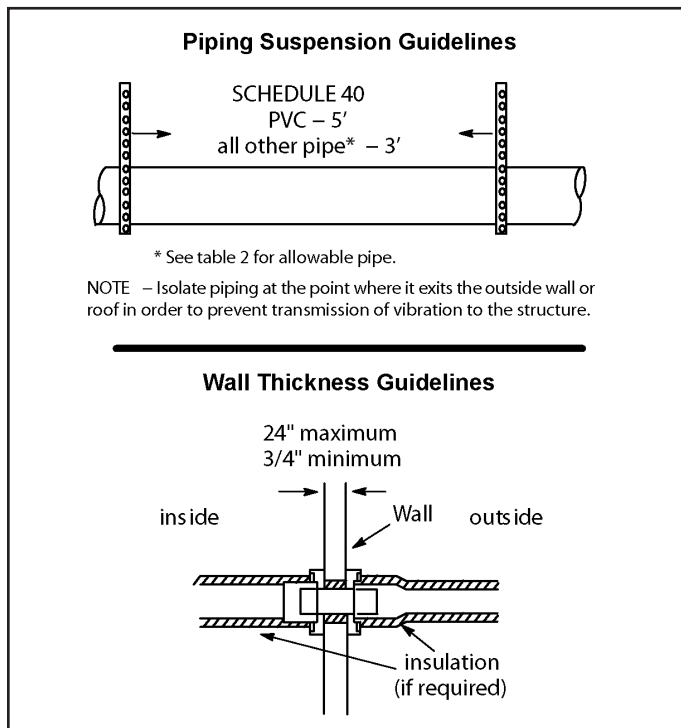 Piping Suspension Guidelines
SCHEDULE 40
PVC – 5'
all other pipe* – 3'
* See table 2 for allowable pipe.
NOTE – Isolate piping at the point where it exits the outside wall or
roof in order to prevent transmission of vibration to the structure.
Wall Thickness Guidelines
24" maximum
3/4" minimum
inside
Wall
outside
insulation
(if required)